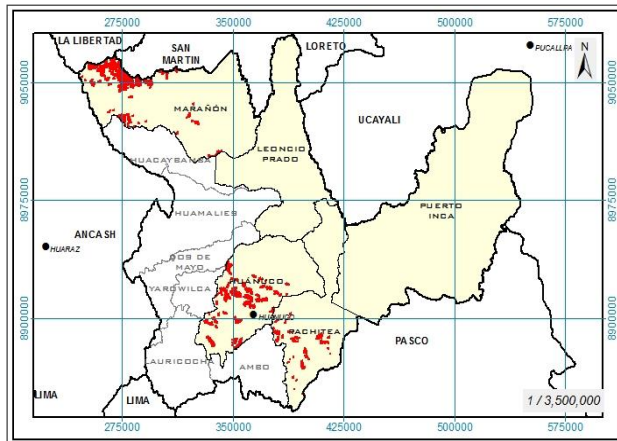 275000 350000 425000 500000 575000
LA LIBERTAD
SAN
MARTIN
LORETO
PUCALLPA
N
9050000
9050000
MARAÑÓN
UCAYALI
LEONCIO
PRADO
HUACAYBAMBA
8975000
8975000
HUAMALIES
PUERTO
INCA
ANCASH
HUARAZ
DOS DE
MAYO
YAROWILCA
HUÁNUCO
HUANUCO
8900000
8900000
PACHITEA
PASCO
LAURICOCHA
AMBO
LIMA
LIMA
1 / 3,500,000
275000 350000 425000 500000 575000